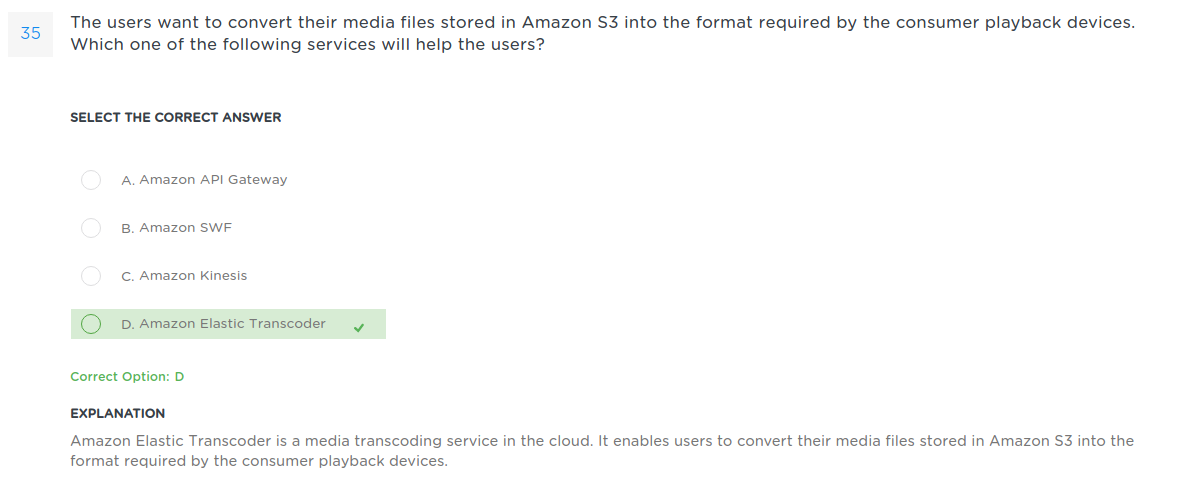 35
The users want to convert their media files stored in Amazon S3 into the format required by the consumer playback devices.
Which one of the following services will help the users?
SELECT THE CORRECT ANSWER
A. Amazon API Gateway
B. Amazon SWF
C. Amazon Kinesis
D. Amazon Elastic Transcoder
Correct Option: D
EXPLANATION
Amazon Elastic Transcoder is a media transcoding service in the cloud. It enables users to convert their media files stored in Amazon S3 into the
format required by the consumer playback devices.